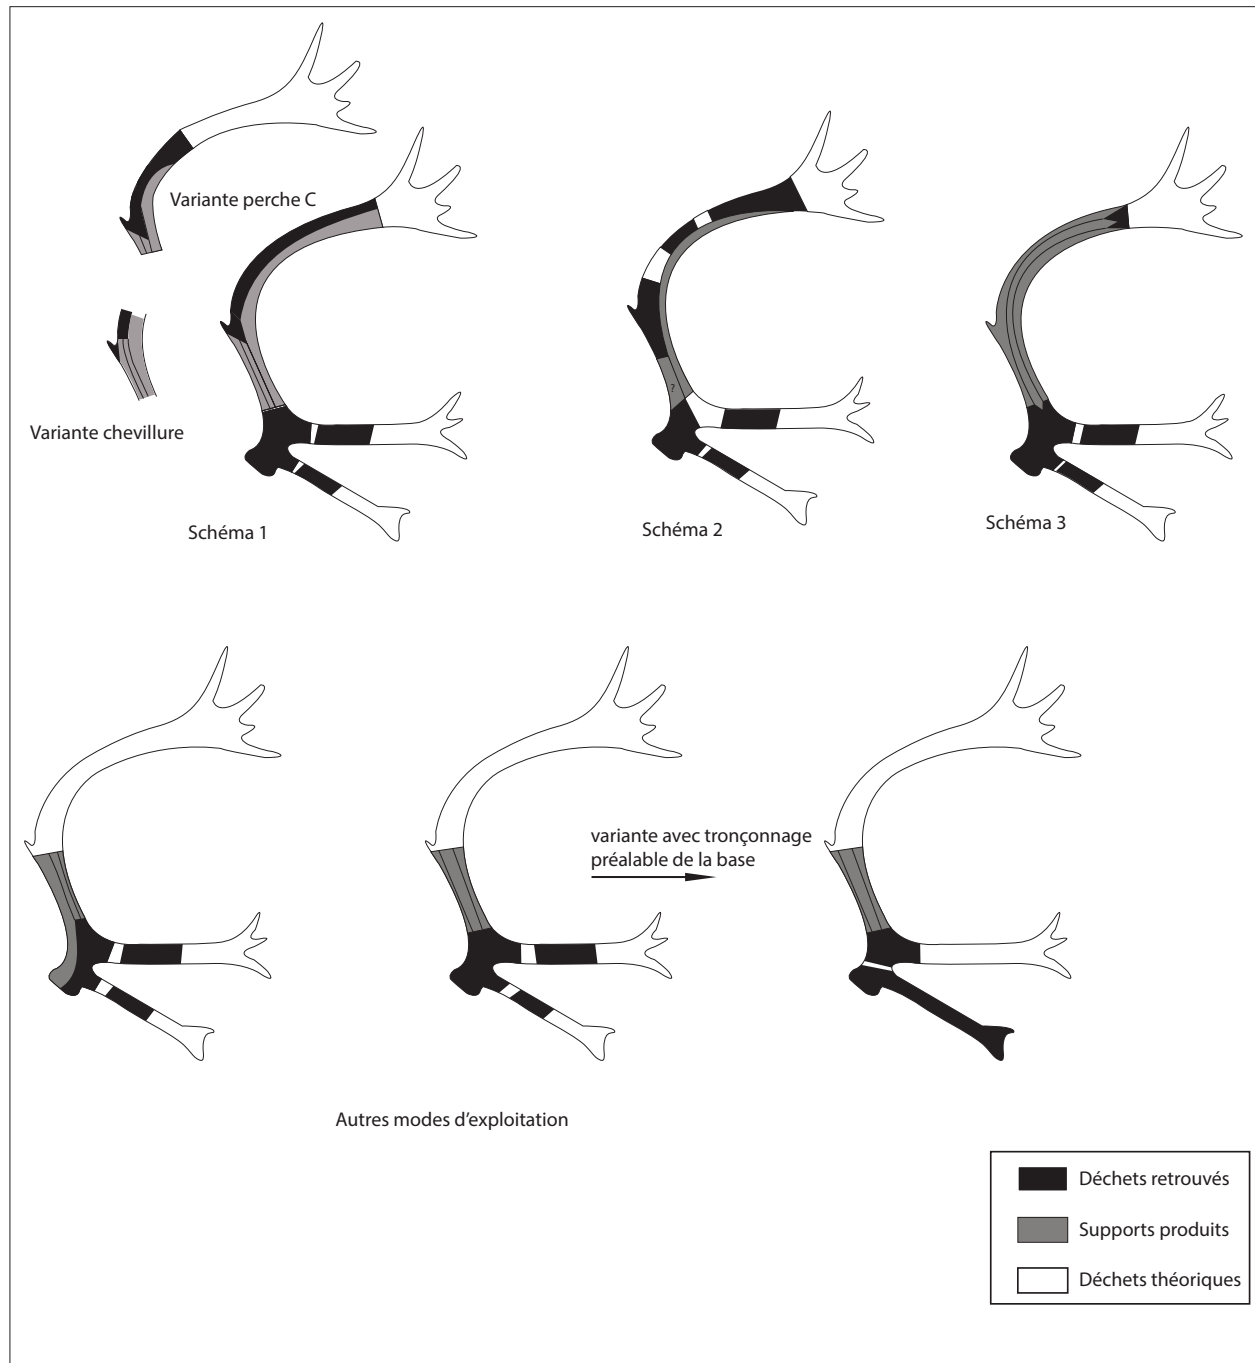 Variante perche C
Variante chevillure
Schéma 1
?
Schéma 2
Schéma 3
variante avec tronçonnage
préalable de la base
Autres modes d'exploitation
Déchets retrouvés
Supports produits
Déchets théoriques